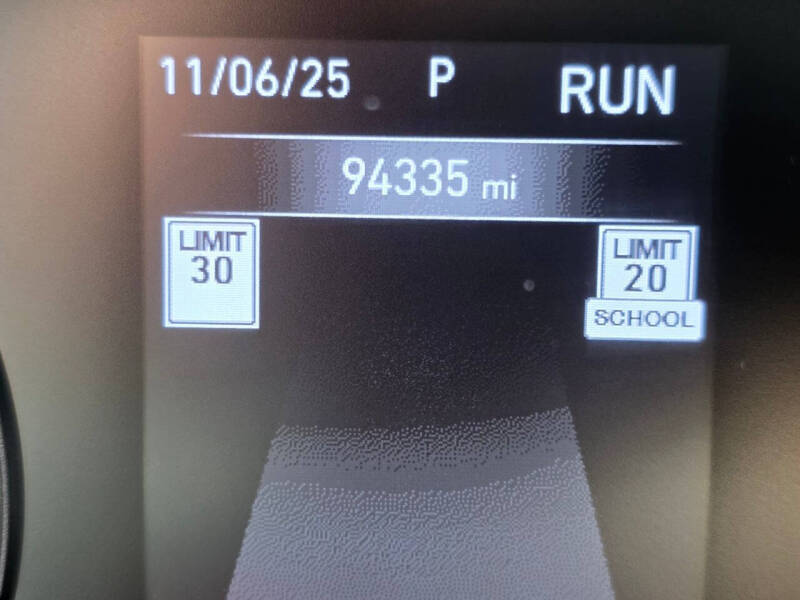 11/06/25 P RUN
94335 mi
LIMIT
30
LIMIT
20
SCHOOL